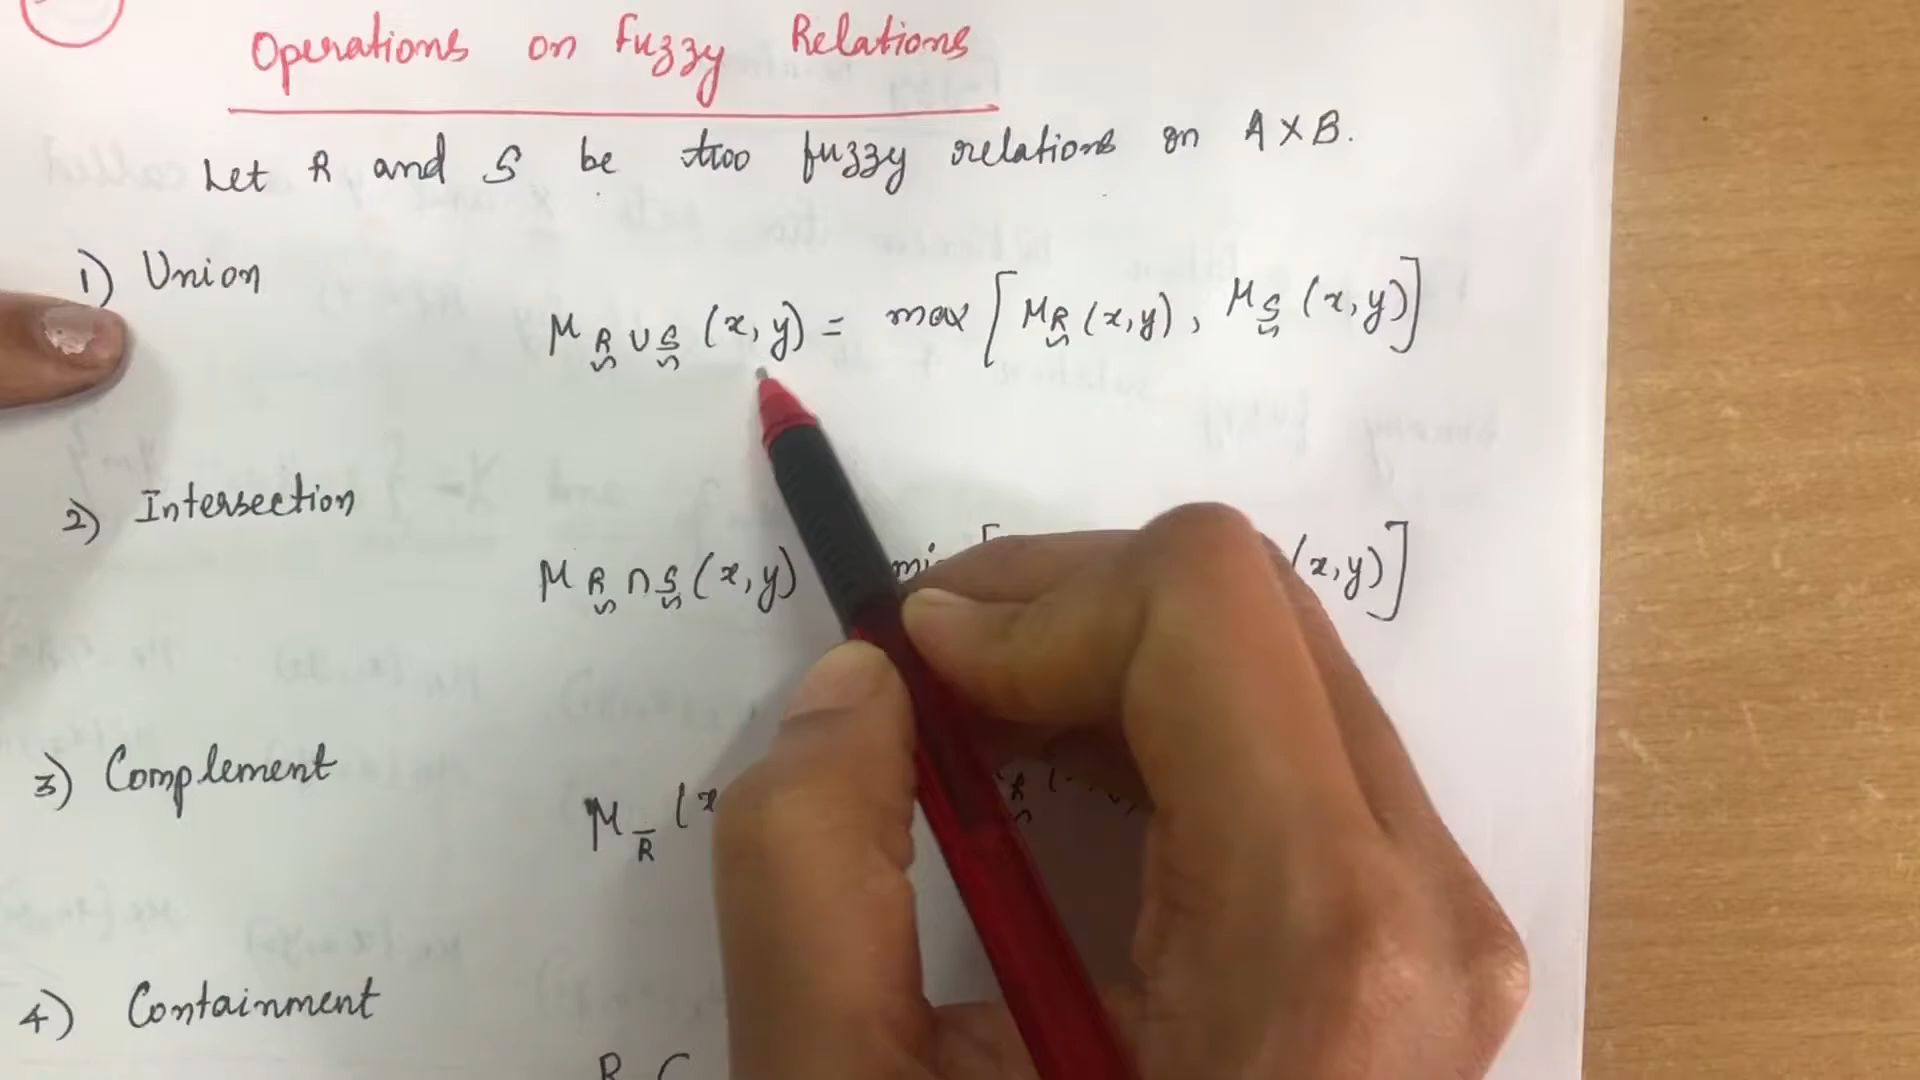 Operations on Fuzzy Relations
Let R and S be two fuzzy relations on A×B.
1) Union
μ R∪S (x,y) = max [μR (x,y), μS (x,y)]
2) Intersection
μ R∩S (x,y) (x,y)]
3) Complement
μ R̅ (x R (
4) Containment
R ⊂